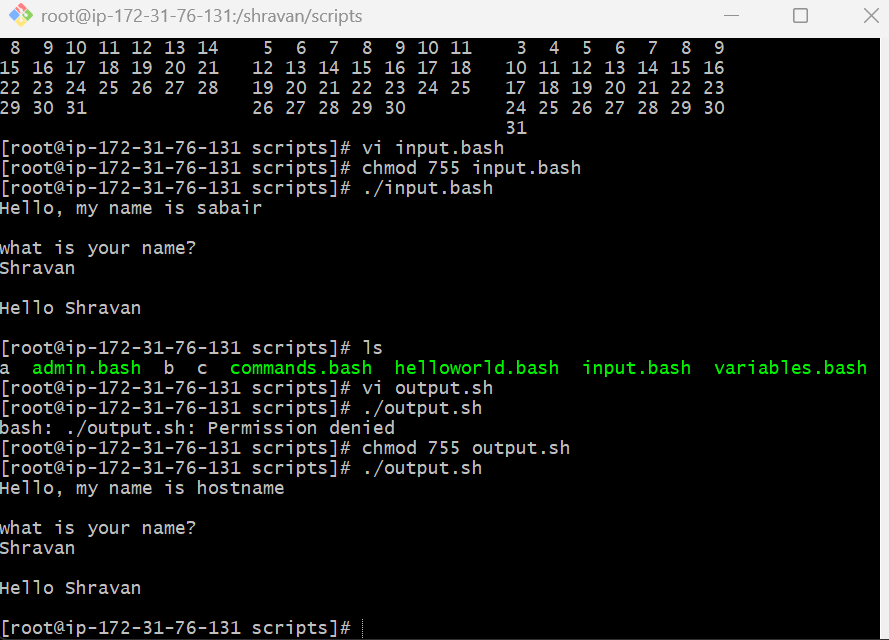 root@ip-172-31-76-131:/shravan/scripts
 8  9 10 11 12 13 14    5  6  7  8  9 10 11    3  4  5  6  7  8  9
15 16 17 18 19 20 21   12 13 14 15 16 17 18   10 11 12 13 14 15 16
22 23 24 25 26 27 28   19 20 21 22 23 24 25   17 18 19 20 21 22 23
29 30 31               26 27 28 29 30         24 25 26 27 28 29 30
                                              31
[root@ip-172-31-76-131 scripts]# vi input.bash
[root@ip-172-31-76-131 scripts]# chmod 755 input.bash
[root@ip-172-31-76-131 scripts]# ./input.bash
Hello, my name is sabair
what is your name?
Shravan
Hello Shravan
[root@ip-172-31-76-131 scripts]# ls
a  admin.bash  b  c  commands.bash  helloworld.bash  input.bash  variables.bash
[root@ip-172-31-76-131 scripts]# vi output.sh
[root@ip-172-31-76-131 scripts]# ./output.sh
bash: ./output.sh: Permission denied
[root@ip-172-31-76-131 scripts]# chmod 755 output.sh
[root@ip-172-31-76-131 scripts]# ./output.sh
Hello, my name is hostname
what is your name?
Shravan
Hello Shravan
[root@ip-172-31-76-131 scripts]#